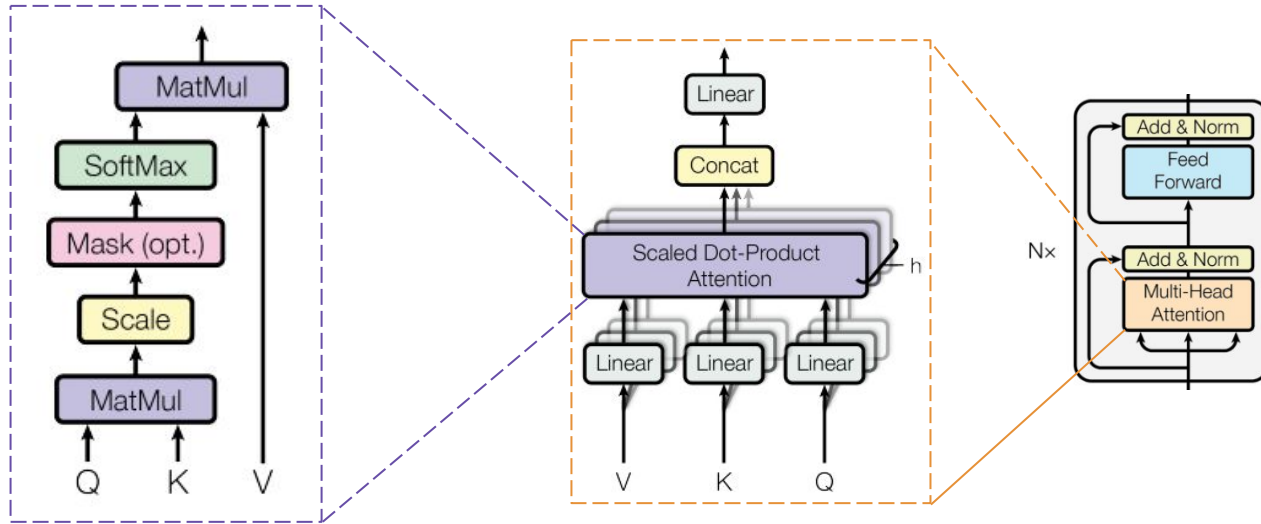 MatMul
SoftMax
Mask (opt.)
Scale
MatMul
Q K V
Linear
Concat
Scaled Dot-Product
Attention
h
Linear Linear Linear
V K Q
Add & Norm
Feed
Forward
N×
Add & Norm
Multi-Head
Attention